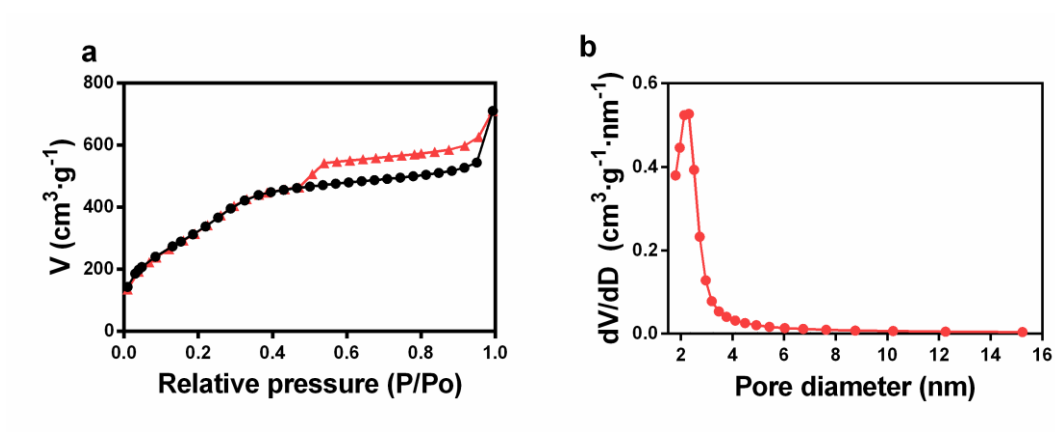 a
800
600
400
200
0
0.0 0.2 0.4 0.6 0.8 1.0
V (cm³·g⁻¹)
Relative pressure (P/Po)
b
0.6
0.4
0.2
0.0
2 4 6 8 10 12 14 16
dV/dD (cm³·g⁻¹·nm⁻¹)
Pore diameter (nm)